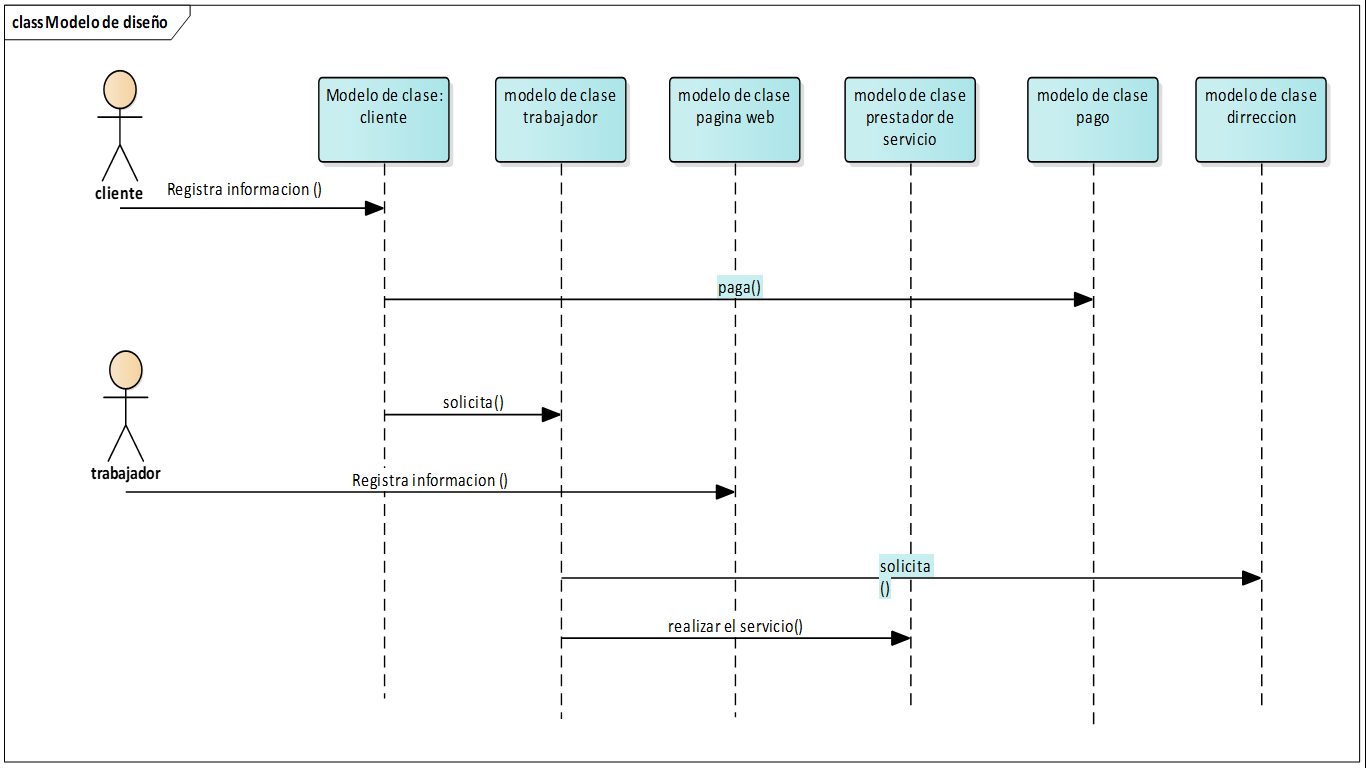 class Modelo de diseño
Modelo de clase:
cliente
modelo de clase
trabajador
modelo de clase
pagina web
modelo de clase
prestador de
servicio
modelo de clase
pago
modelo de clase
dirreccion
cliente
Registra informacion ()
paga()
solicita()
trabajador
Registra informacion ()
solicita
()
realizar el servicio()